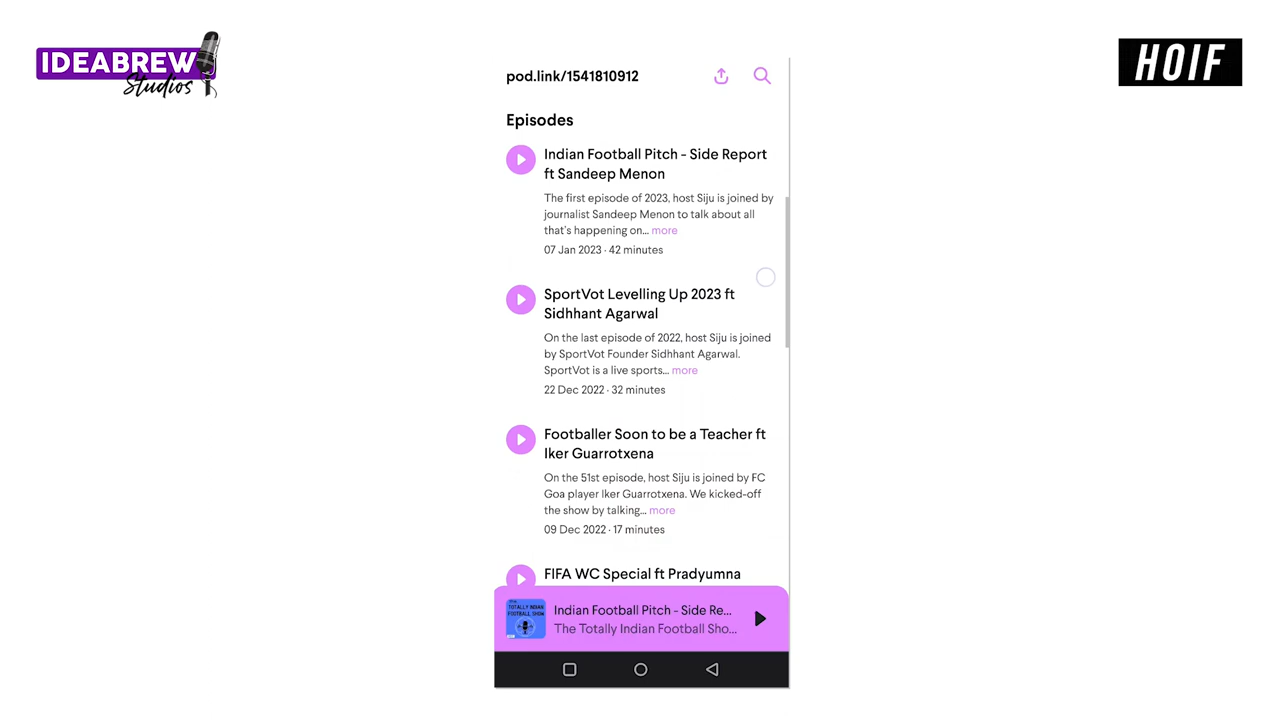 IDEABREW
Studios
HOIF
pod.link/1541810912
Episodes
Indian Football Pitch - Side Report
ft Sandeep Menon
The first episode of 2023, host Siju is joined by
journalist Sandeep Menon to talk about all
that's happening on... more
07 Jan 2023 · 42 minutes
SportVot Levelling Up 2023 ft
Sidhhant Agarwal
On the last episode of 2022, host Siju is joined
by SportVot Founder Sidhhant Agarwal.
SportVot is a live sports... more
22 Dec 2022 · 32 minutes
Footballer Soon to be a Teacher ft
Iker Guarrotxena
On the 51st episode, host Siju is joined by FC
Goa player Iker Guarrotxena. We kicked-off
the show by talking... more
09 Dec 2022 · 17 minutes
FIFA WC Special ft Pradyumna
TOTALLY INDIAN
FOOTBALL SHOW
Indian Football Pitch - Side Re...
The Totally Indian Football Sho...